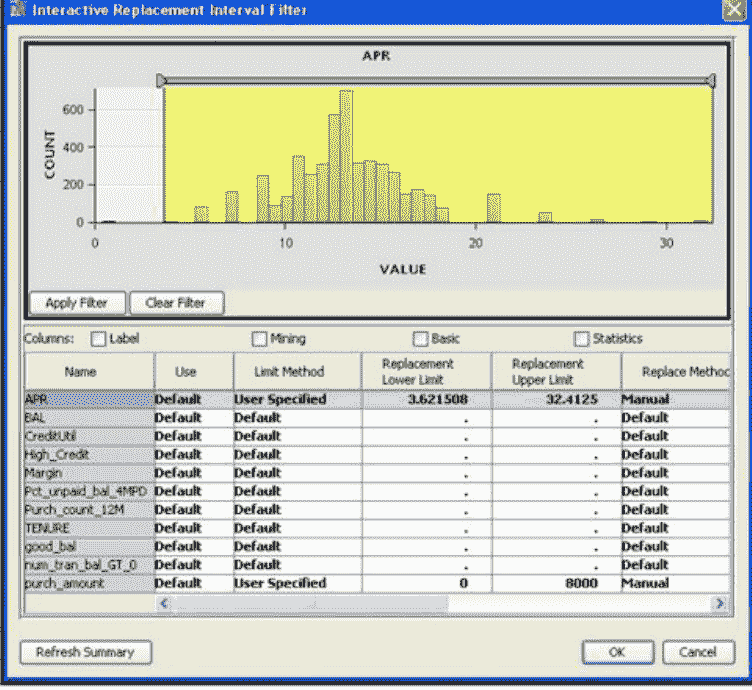 Interactive Replacement Interval Filter
APR
600
400
200
0
COUNT
0 10 20 30
VALUE
Apply Filter Clear Filter
Columns: Label Mining Basic Statistics
Name Use Limit Method Replacement Lower Limit Replacement Upper Limit Replace Method
APR Default User Specified 3.621508 32.4125 Manual
BAL Default Default . . Default
CreditUtil Default Default . . Default
High_Credit Default Default . . Default
Margin Default Default . . Default
Pct_unpaid_bal_4MPD Default Default . . Default
Purch_count_12M Default Default . . Default
TENURE Default Default . . Default
good_bal Default Default . . Default
num_tran_bal_GT_0 Default Default . . Default
purch_amount Default User Specified 0 8000 Manual
Refresh Summary OK Cancel